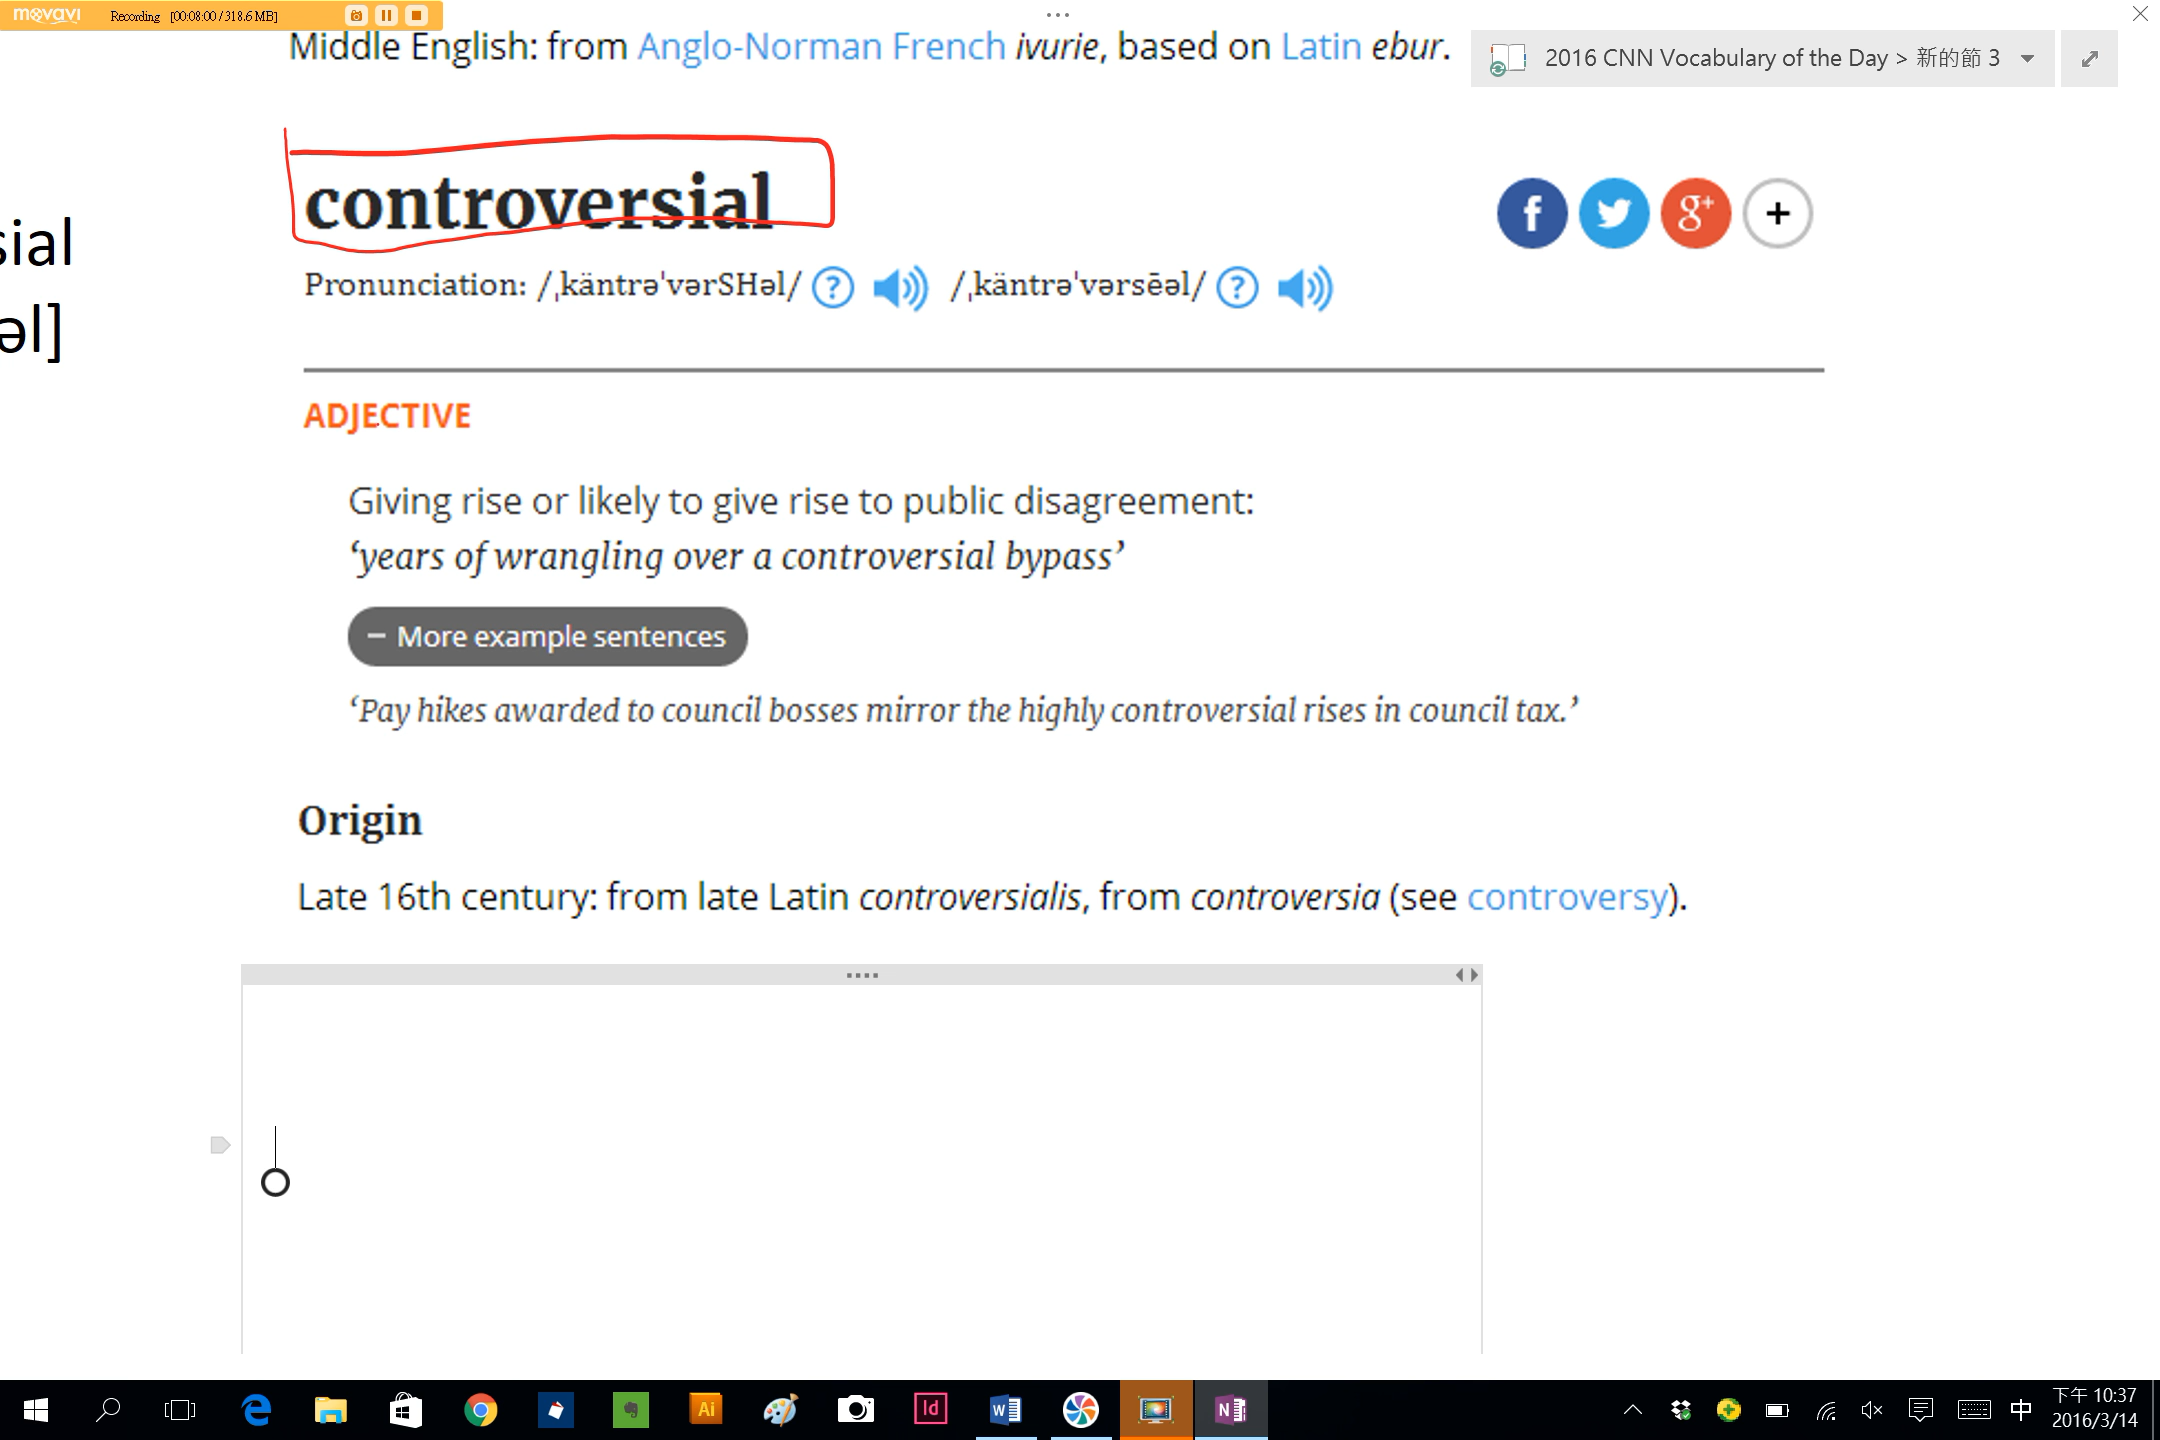 movavi Recording [00:08:00 / 318.6 MB]
Middle English: from Anglo-Norman French ivurie, based on Latin ebur.
2016 CNN Vocabulary of the Day > 新的節 3
controversial
sial
Pronunciation: /ˌkäntrəˈvərSHəl/ ? /ˌkäntrəˈvərsēəl/ ?
əl]
ADJECTIVE
Giving rise or likely to give rise to public disagreement:
‘years of wrangling over a controversial bypass’
– More example sentences
‘Pay hikes awarded to council bosses mirror the highly controversial rises in council tax.’
Origin
Late 16th century: from late Latin controversialis, from controversia (see controversy).
下午 10:37
中
2016/3/14